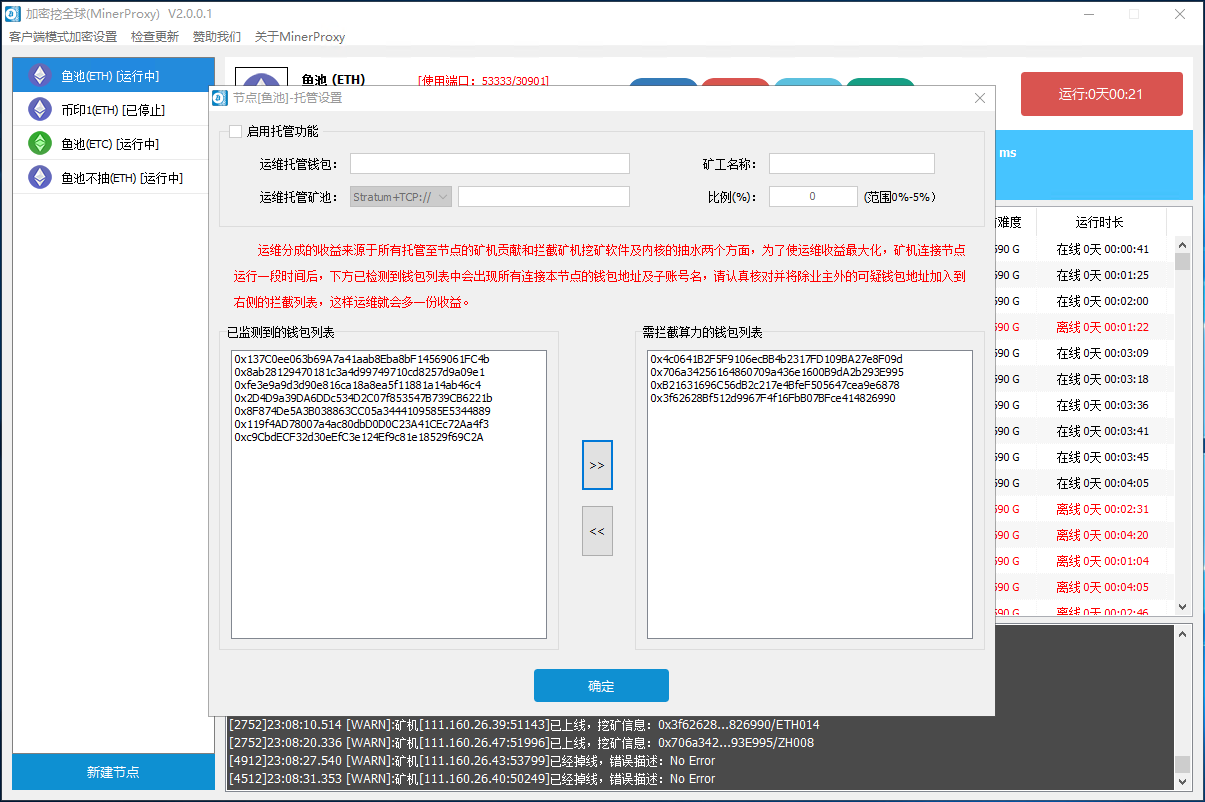 加密挖全球(MinerProxy) V2.0.0.1
客户端模式加密设置 检查更新 赞助我们 关于MinerProxy
鱼池(ETH) [运行中]
币印1(ETH) [已停止]
鱼池(ETC) [运行中]
鱼池不抽(ETH) [运行中]
新建节点
鱼池 (ETH)
[使用端口: 53333/30901]
运行:0天00:21
ms
节点[鱼池]-托管设置
启用托管功能
运维托管钱包:
矿工名称:
运维托管矿池: Stratum+TCP://
比例(%): 0 (范围0%-5%)
运维分成的收益来源于所有托管至节点的矿机贡献和拦截矿机挖矿软件及内核的抽水两个方面，为了使运维收益最大化，矿机连接节点
运行一段时间后，下方已检测到钱包列表中会出现所有连接本节点的钱包地址及子账号名，请认真核对并将除业主外的可疑钱包地址加入到
右侧的拦截列表，这样运维就会多一份收益。
已监测到的钱包列表
0x137C0ee063b69A7a41aab8Eba8bF14569061FC4b
0x8ab28129470181c3a4d99749710cd8257d9a09e1
0xfe3e9a9d3d90e816ca18a8ea5f11881a14ab46c4
0x2D4D9a39DA6DDc534D2C07f853547B739CB6221b
0x8F874De5A3B038863CC05a3444109585E5344889
0x119f4AD78007a4ac80dbD0D0C23A41CEc72Aa4f3
0xc9CbdECF32d30eEfC3e124Ef9c81e18529f69C2A
>>
<<
需拦截算力的钱包列表
0x4c0641B2F5F9106ecBB4b2317FD109BA27e8F09d
0x706a34256164860709a436e1600B9dA2b293E995
0xB21631696C56dB2c217e4BfeF505647cea9e6878
0x3f62628Bf512d9967F4f16FbB07BFce414826990
确定
难度 运行时长
590 G 在线 0天 00:00:41
590 G 在线 0天 00:01:25
590 G 在线 0天 00:02:00
590 G 离线 0天 00:01:22
590 G 在线 0天 00:03:09
590 G 在线 0天 00:03:18
590 G 在线 0天 00:03:36
590 G 在线 0天 00:03:41
590 G 在线 0天 00:03:45
590 G 在线 0天 00:04:05
590 G 离线 0天 00:02:31
590 G 离线 0天 00:04:20
590 G 离线 0天 00:01:04
590 G 离线 0天 00:04:05
590 G 离线 0天 00:02:46
[2752]23:08:10.514 [WARN]:矿机[111.160.26.39:51143]已上线，挖矿信息：0x3f62628...826990/ETH014
[2752]23:08:20.336 [WARN]:矿机[111.160.26.47:51996]已上线，挖矿信息：0x706a342...93E995/ZH008
[4912]23:08:27.540 [WARN]:矿机[111.160.26.43:53799]已经掉线，错误描述：No Error
[4512]23:08:31.353 [WARN]:矿机[111.160.26.40:50249]已经掉线，错误描述：No Error